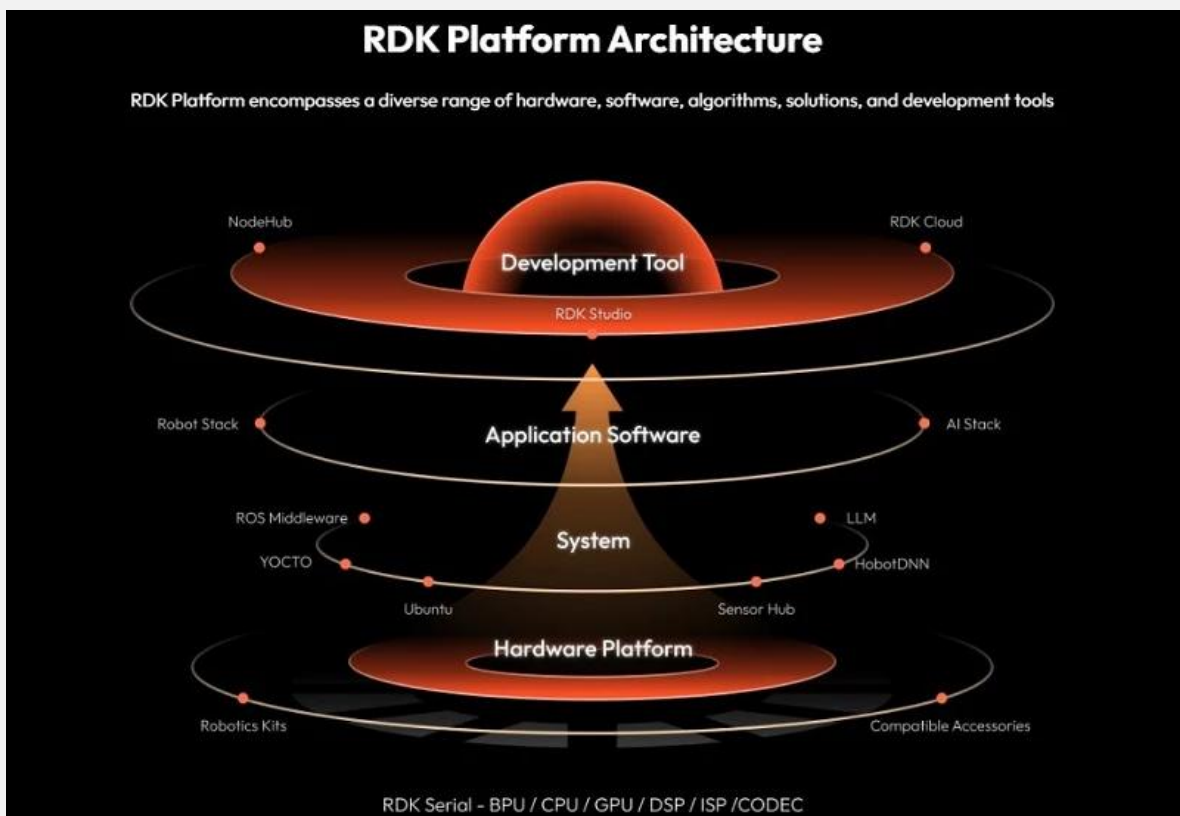 RDK Platform Architecture
RDK Platform encompasses a diverse range of hardware, software, algorithms, solutions, and development tools
NodeHub
RDK Cloud
Development Tool
RDK Studio
Robot Stack
Application Software
AI Stack
ROS Middleware
LLM
System
YOCTO
HobotDNN
Ubuntu
Sensor Hub
Hardware Platform
Robotics Kits
Compatible Accessories
RDK Serial - BPU / CPU / GPU / DSP / ISP /CODEC